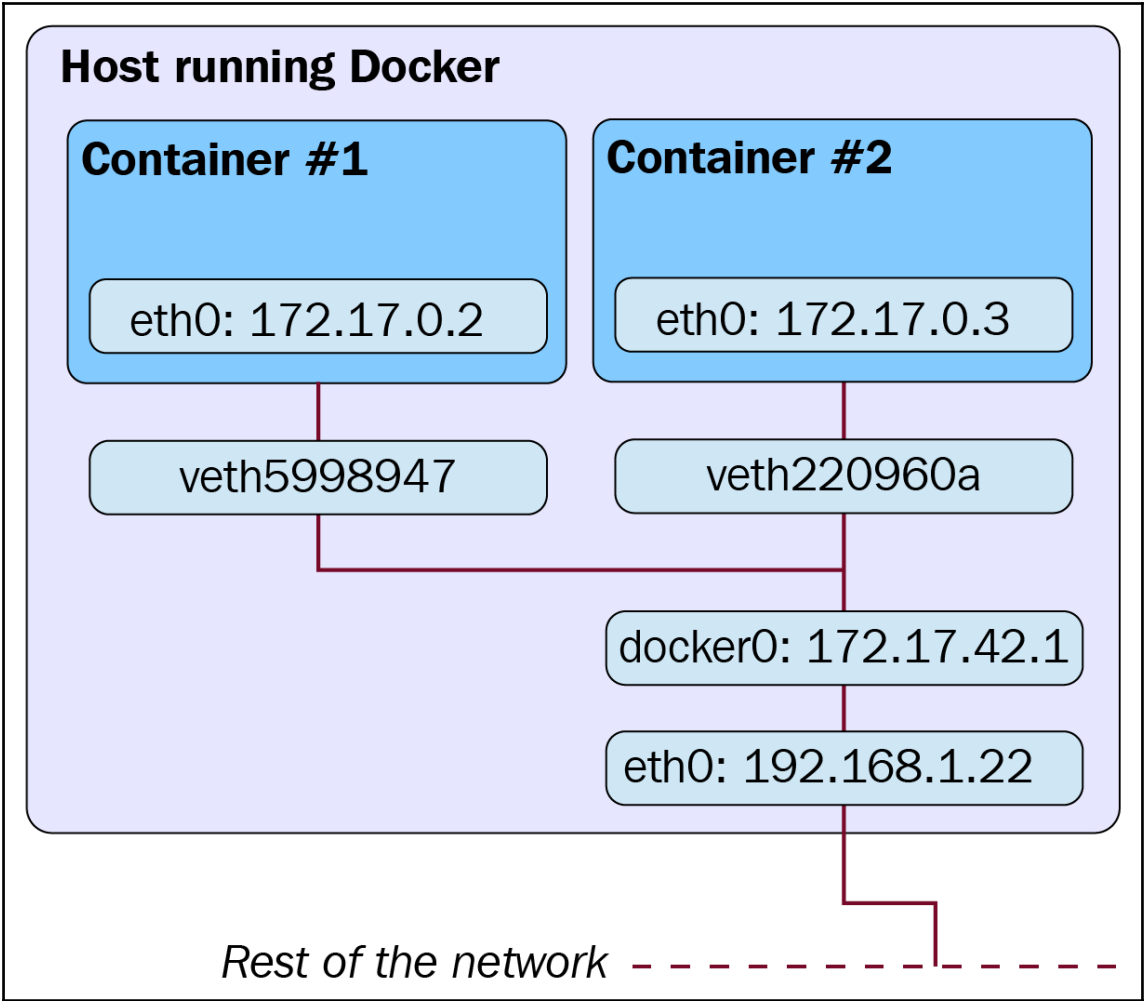 Host running Docker
Container #1
eth0: 172.17.0.2
Container #2
eth0: 172.17.0.3
veth5998947
veth220960a
docker0: 172.17.42.1
eth0: 192.168.1.22
Rest of the network